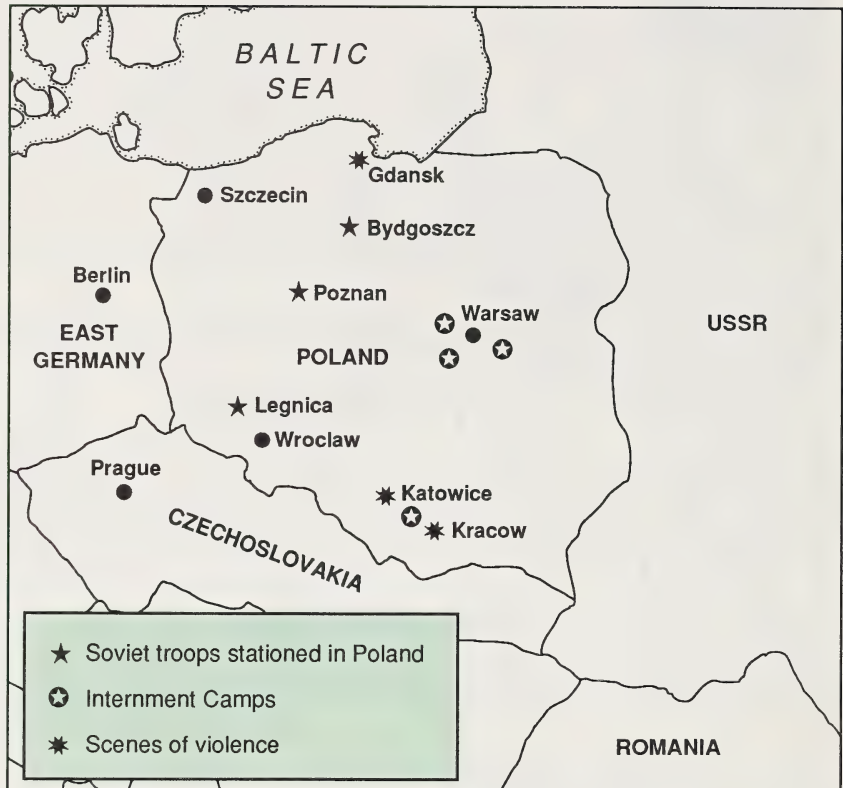 BALTIC
SEA
Gdansk
Szczecin
Bydgoszcz
Berlin
Poznan
Warsaw
USSR
EAST
GERMANY
POLAND
Legnica
Wroclaw
Prague
Katowice
Kracow
CZECHOSLOVAKIA
Soviet troops stationed in Poland
Internment Camps
Scenes of violence
ROMANIA